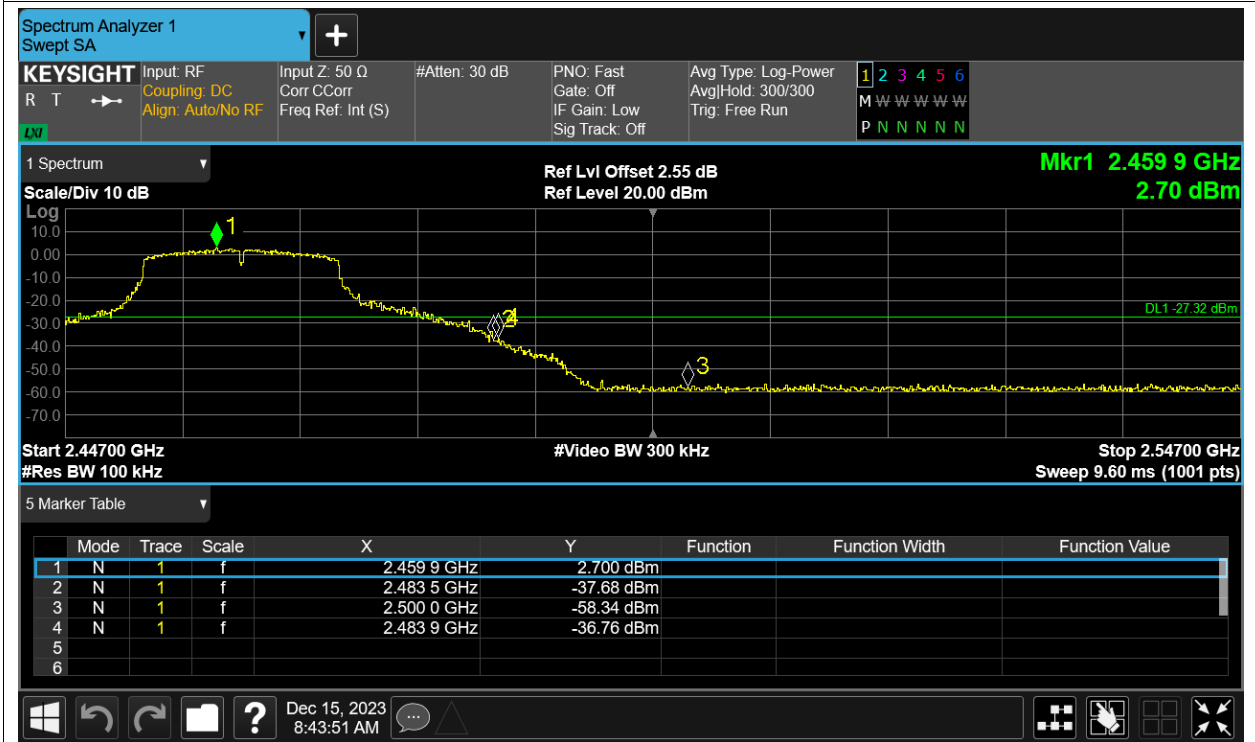 Spectrum Analyzer 1
Swept SA
+
KEYSIGHT Input: RF Input Z: 50 Ω #Atten: 30 dB PNO: Fast Avg Type: Log-Power 1 2 3 4 5 6
R T Coupling: DC Corr CCorr Gate: Off Avg|Hold: 300/300 M W W W W W
Align: Auto/No RF Freq Ref: Int (S) IF Gain: Low Trig: Free Run
LXI Sig Track: Off P N N N N N
1 Spectrum Ref Lvl Offset 2.55 dB Mkr1 2.459 9 GHz
Scale/Div 10 dB Ref Level 20.00 dBm 2.70 dBm
Log
10.0 1
0.00
-10.0
-20.0
DL1 -27.32 dBm
-30.0 2 4
-40.0
-50.0 3
-60.0
-70.0
Start 2.44700 GHz #Video BW 300 kHz Stop 2.54700 GHz
#Res BW 100 kHz Sweep 9.60 ms (1001 pts)
5 Marker Table
Mode Trace Scale X Y Function Function Width Function Value
1 N 1 f 2.459 9 GHz 2.700 dBm
2 N 1 f 2.483 5 GHz -37.68 dBm
3 N 1 f 2.500 0 GHz -58.34 dBm
4 N 1 f 2.483 9 GHz -36.76 dBm
5
6
? Dec 15, 2023
8:43:51 AM